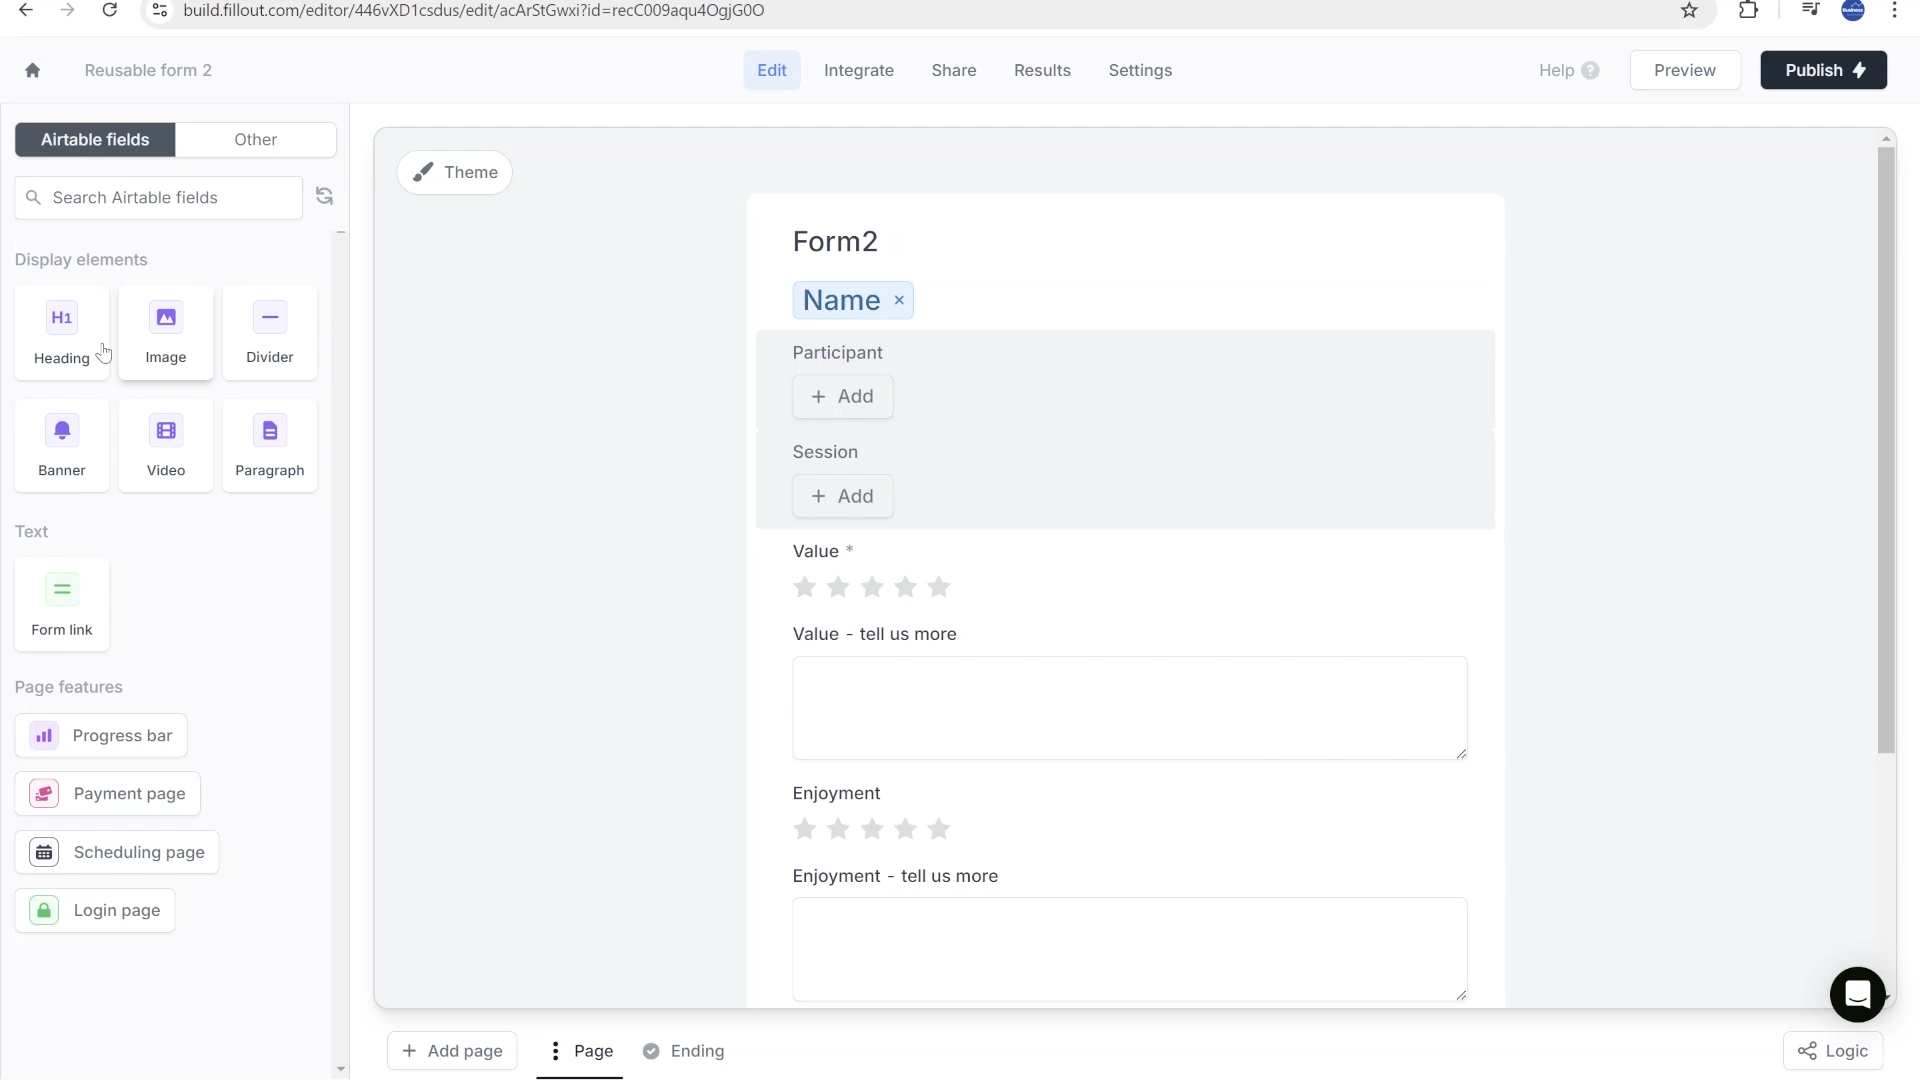 build.fillout.com/editor/446vXD1csdus/edit/acArStGwxi?id=recC009aqu4OgjG0O
Reusable form 2
Edit
Integrate
Share
Results
Settings
Help
Preview
Publish
Airtable fields
Other
Search Airtable fields
Display elements
H1
Heading
Image
Divider
Banner
Video
Paragraph
Text
Form link
Page features
Progress bar
Payment page
Scheduling page
Login page
Theme
Form2
Name ×
Participant
+ Add
Session
+ Add
Value *
Value - tell us more
Enjoyment
Enjoyment - tell us more
+ Add page
Page
Ending
Logic